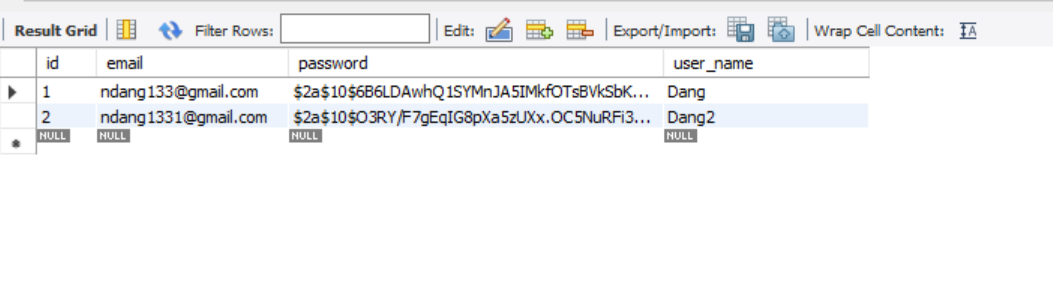 Result Grid Filter Rows: Edit: Export/Import: Wrap Cell Content:
id email password user_name
1 ndang133@gmail.com $2a$10$6B6LDAwhQ1SYMnJA5IMkfOTsBVkSbK... Dang
2 ndang1331@gmail.com $2a$10$O3RY/F7gEqIG8pXa5zUXx.OC5NuRFi3... Dang2
NULL NULL NULL NULL